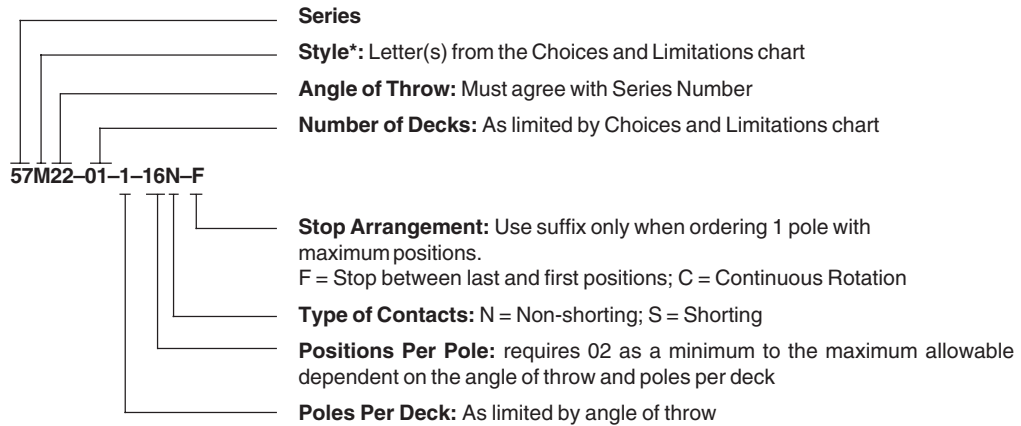 Series
Style*: Letter(s) from the Choices and Limitations chart
Angle of Throw: Must agree with Series Number
Number of Decks: As limited by Choices and Limitations chart
57M22–01–1–16N–F
Stop Arrangement: Use suffix only when ordering 1 pole with
maximum positions.
F = Stop between last and first positions; C = Continuous Rotation
Type of Contacts: N = Non-shorting; S = Shorting
Positions Per Pole: requires 02 as a minimum to the maximum allowable
dependent on the angle of throw and poles per deck
Poles Per Deck: As limited by angle of throw